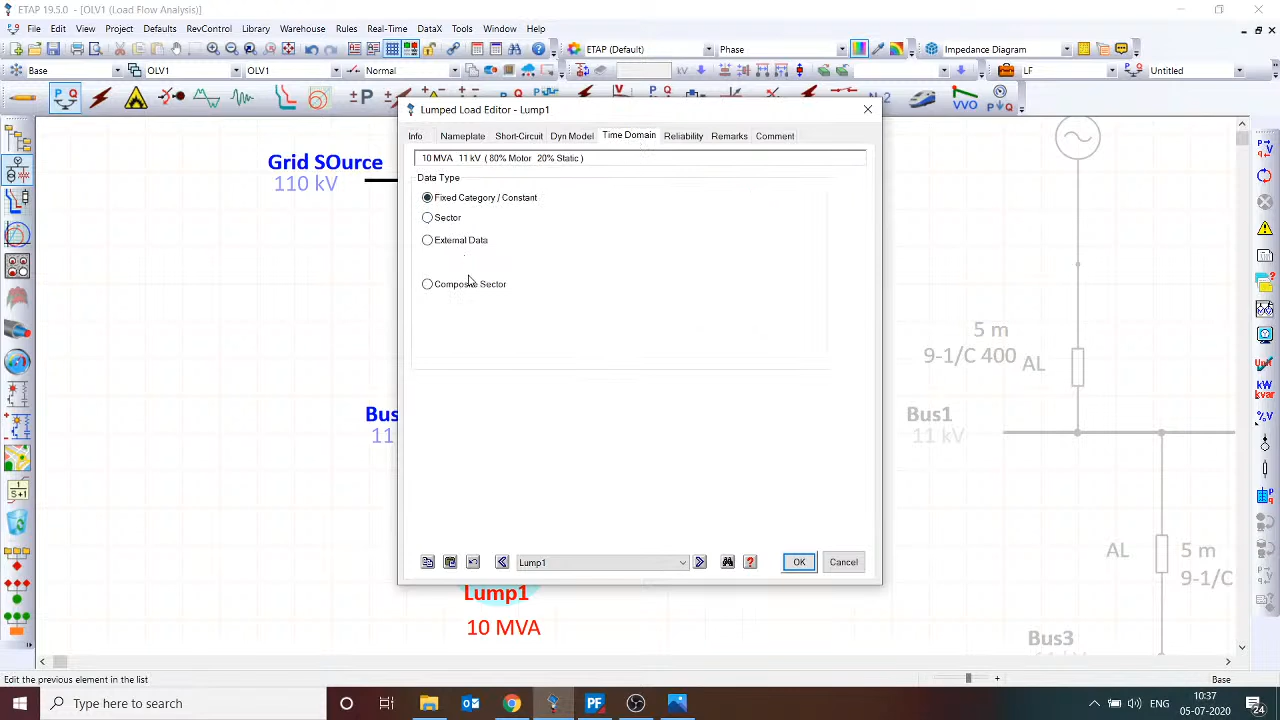 ETAP 19.5.0 - [OLV1 (Load Flow Analysis)]
File Edit View Project Defaults RevControl Library Warehouse Rules Real-Time DataX Tools Window Help
ETAP (Default) Phase Impedance Diagram
Base OLV1 OLV1 Normal kV LF Untitled
N-2 VVO
Lumped Load Editor - Lump1
Info Nameplate Short-Circuit Dyn Model Time Domain Reliability Remarks Comment
10 MVA 11 kV ( 80% Motor 20% Static )
Data Type
Fixed Category / Constant
Sector
External Data
Composite Sector
Lump1
OK Cancel
Grid SOurce
110 kV
Bus
11
Lump1
10 MVA
5 m
9-1/C 400 AL
Bus1
11 kV
AL 5 m
9-1/C
Bus3
Edit the previous element in the list
Base
Type here to search
PF
ENG
10:37
05-07-2020
24